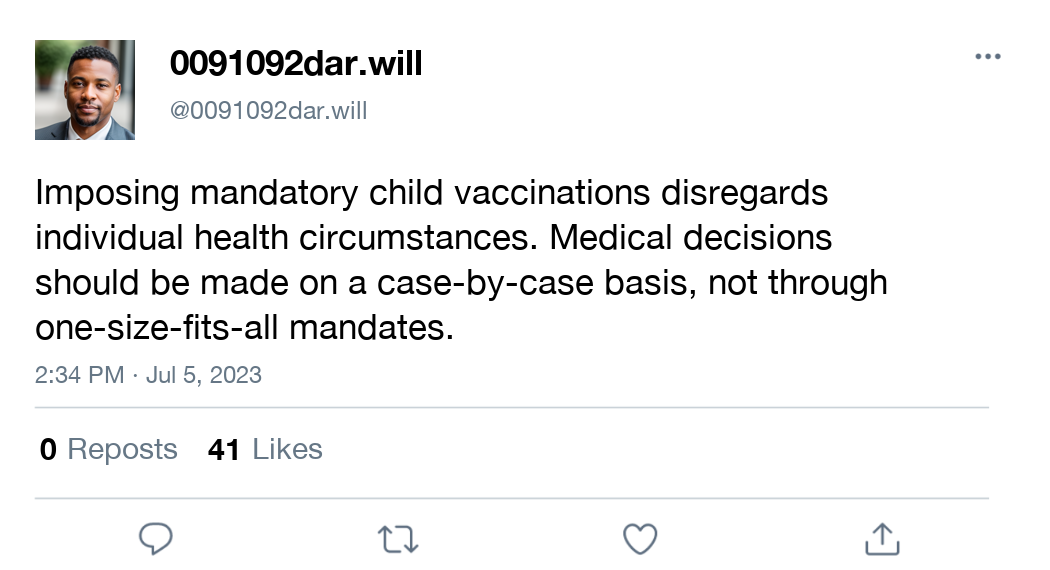 0091092dar.will
@0091092dar.will
Imposing mandatory child vaccinations disregards
individual health circumstances. Medical decisions
should be made on a case-by-case basis, not through
one-size-fits-all mandates.
2:34 PM · Jul 5, 2023
0 Reposts 41 Likes